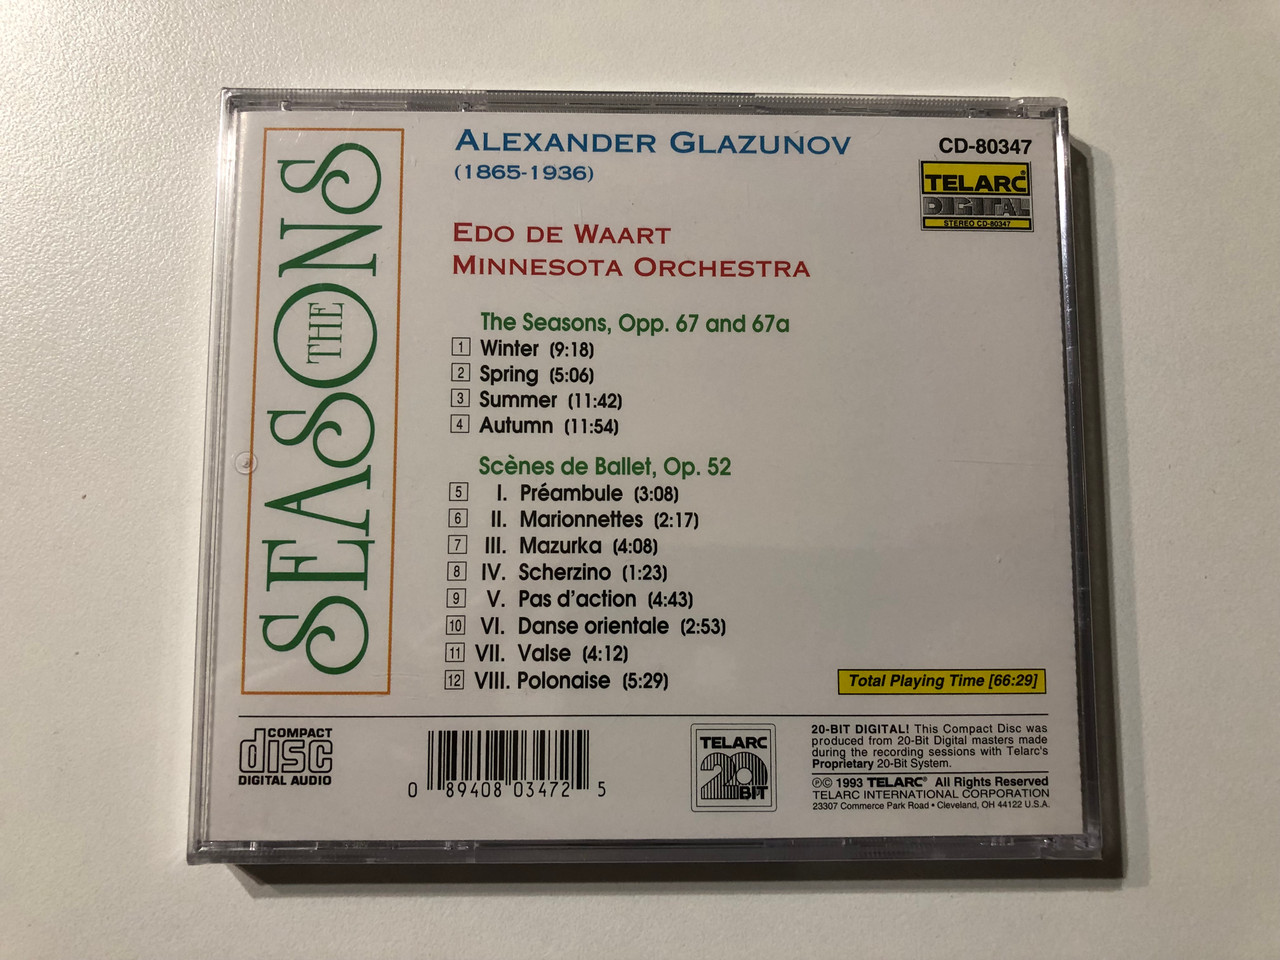 THE SEASONS
ALEXANDER GLAZUNOV
(1865-1936)
EDO DE WAART
MINNESOTA ORCHESTRA
CD-80347
TELARC
DIGITAL
STEREO CD-80347
The Seasons, Opp. 67 and 67a
1 Winter (9:18)
2 Spring (5:06)
3 Summer (11:42)
4 Autumn (11:54)
Scènes de Ballet, Op. 52
5 I. Préambule (3:08)
6 II. Marionnettes (2:17)
7 III. Mazurka (4:08)
8 IV. Scherzino (1:23)
9 V. Pas d'action (4:43)
10 VI. Danse orientale (2:53)
11 VII. Valse (4:12)
12 VIII. Polonaise (5:29)
Total Playing Time [66:29]
COMPACT
disc
DIGITAL AUDIO
0 89408 03472 5
TELARC
20
BIT
20-BIT DIGITAL! This Compact Disc was
produced from 20-Bit Digital masters made
during the recording sessions with Telarc's
Proprietary 20-Bit System.
℗© 1993 TELARC® All Rights Reserved
TELARC INTERNATIONAL CORPORATION
23307 Commerce Park Road • Cleveland, OH 44122 U.S.A.